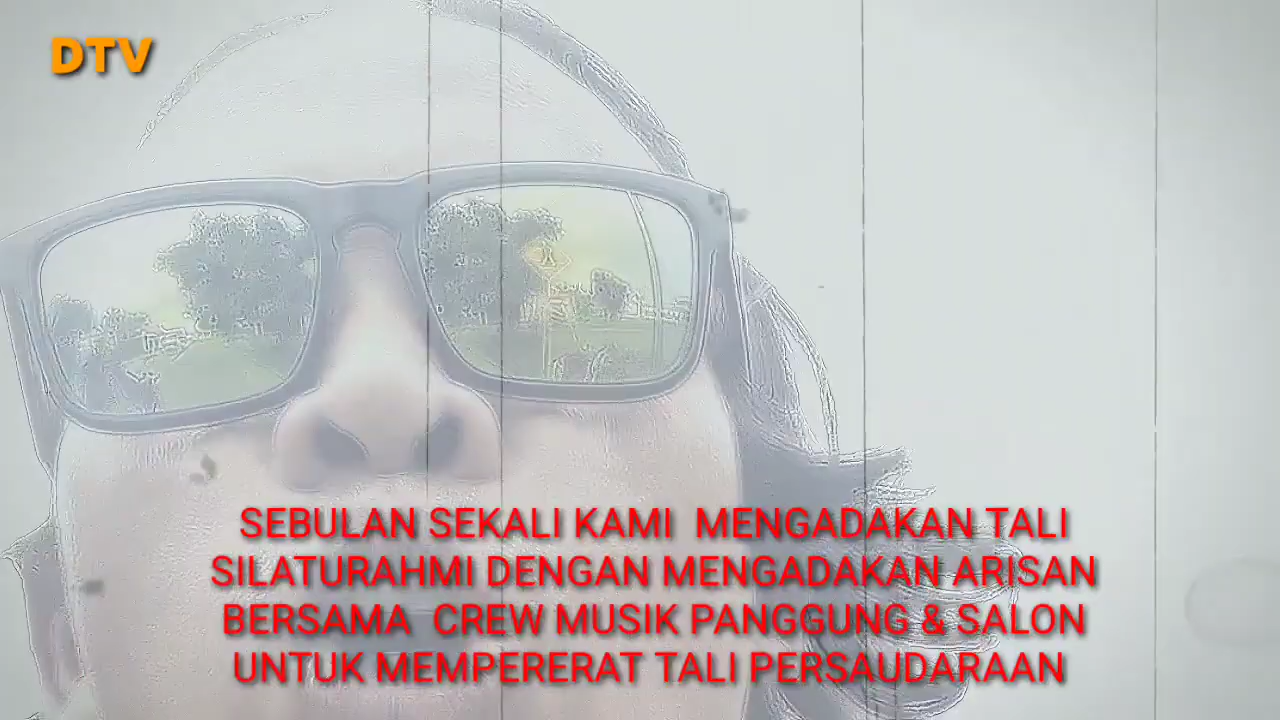 DTV
SEBULAN SEKALI KAMI MENGADAKAN TALI
SILATURAHMI DENGAN MENGADAKAN ARISAN
BERSAMA CREW MUSIK PANGGUNG & SALON
UNTUK MEMPERERAT TALI PERSAUDARAAN